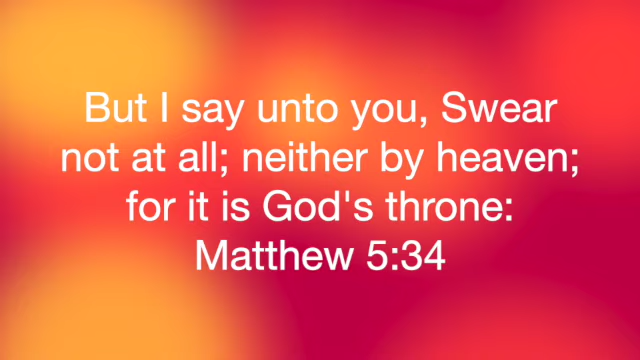 But I say unto you, Swear
not at all; neither by heaven;
for it is God's throne:
Matthew 5:34